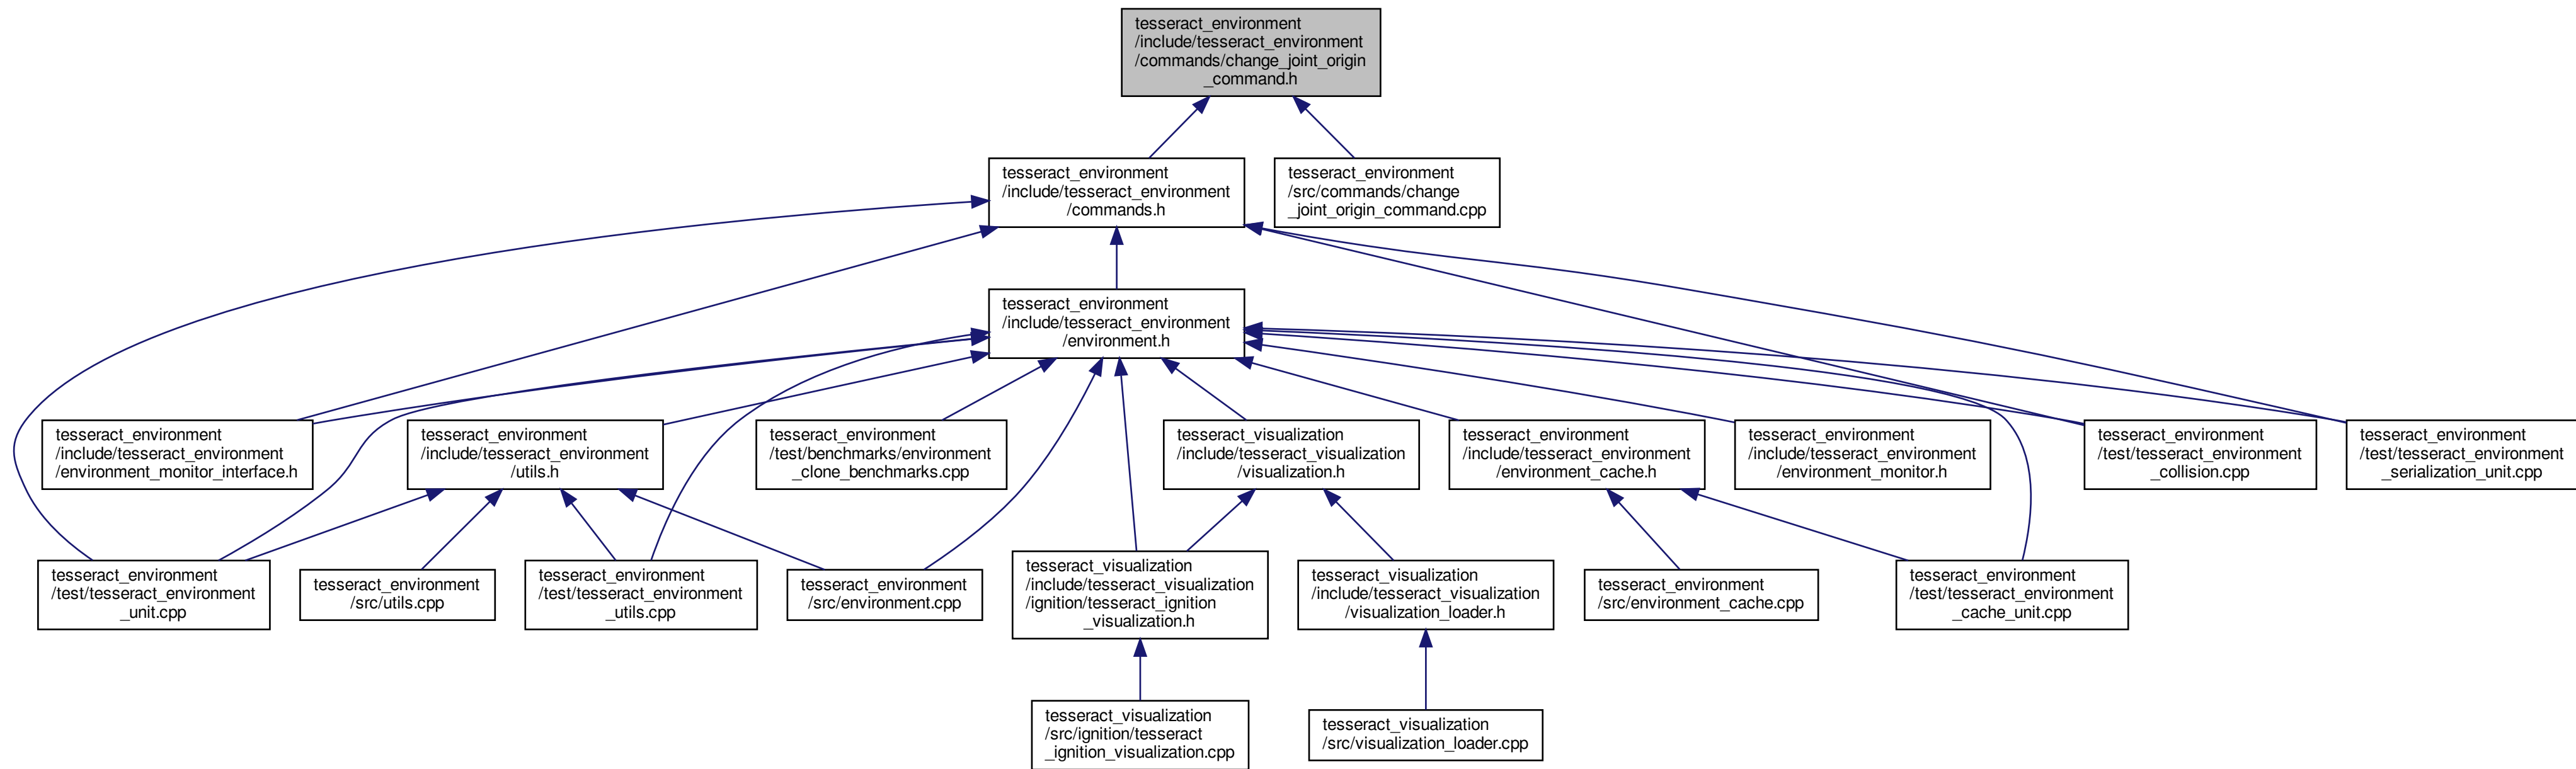 tesseract_environment
/include/tesseract_environment
/commands/change_joint_origin
_command.h
tesseract_environment
/include/tesseract_environment
/commands.h
tesseract_environment
/src/commands/change
_joint_origin_command.cpp
tesseract_environment
/include/tesseract_environment
/environment.h
tesseract_environment
/include/tesseract_environment
/environment_monitor_interface.h
tesseract_environment
/include/tesseract_environment
/utils.h
tesseract_environment
/test/benchmarks/environment
_clone_benchmarks.cpp
tesseract_visualization
/include/tesseract_visualization
/visualization.h
tesseract_environment
/include/tesseract_environment
/environment_cache.h
tesseract_environment
/include/tesseract_environment
/environment_monitor.h
tesseract_environment
/test/tesseract_environment
_collision.cpp
tesseract_environment
/test/tesseract_environment
_serialization_unit.cpp
tesseract_environment
/test/tesseract_environment
_unit.cpp
tesseract_environment
/src/utils.cpp
tesseract_environment
/test/tesseract_environment
_utils.cpp
tesseract_environment
/src/environment.cpp
tesseract_visualization
/include/tesseract_visualization
/ignition/tesseract_ignition
_visualization.h
tesseract_visualization
/include/tesseract_visualization
/visualization_loader.h
tesseract_environment
/src/environment_cache.cpp
tesseract_environment
/test/tesseract_environment
_cache_unit.cpp
tesseract_visualization
/src/ignition/tesseract
_ignition_visualization.cpp
tesseract_visualization
/src/visualization_loader.cpp